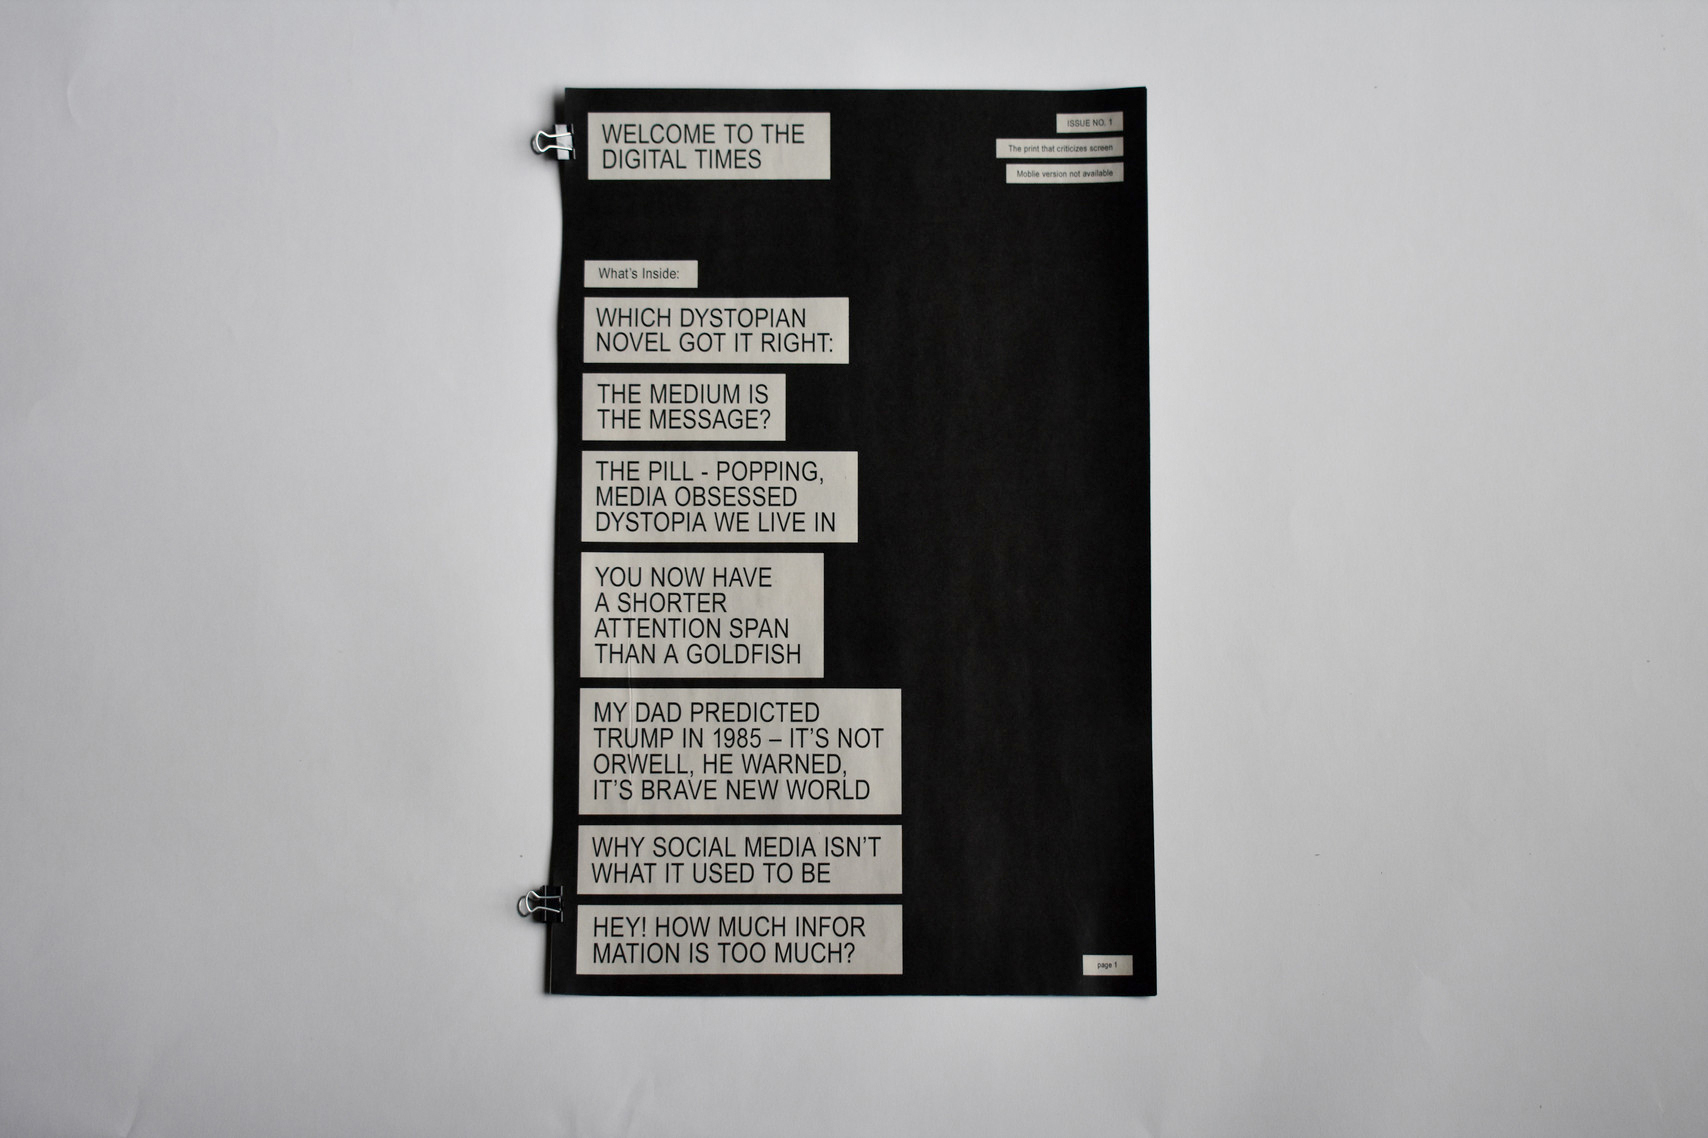 WELCOME TO THE
DIGITAL TIMES
ISSUE NO. 1
The print that criticizes screen
Moblie version not available
What's Inside:
WHICH DYSTOPIAN
NOVEL GOT IT RIGHT:
THE MEDIUM IS
THE MESSAGE?
THE PILL - POPPING,
MEDIA OBSESSED
DYSTOPIA WE LIVE IN
YOU NOW HAVE
A SHORTER
ATTENTION SPAN
THAN A GOLDFISH
MY DAD PREDICTED
TRUMP IN 1985 – IT'S NOT
ORWELL, HE WARNED,
IT'S BRAVE NEW WORLD
WHY SOCIAL MEDIA ISN'T
WHAT IT USED TO BE
HEY! HOW MUCH INFOR
MATION IS TOO MUCH?
page 1